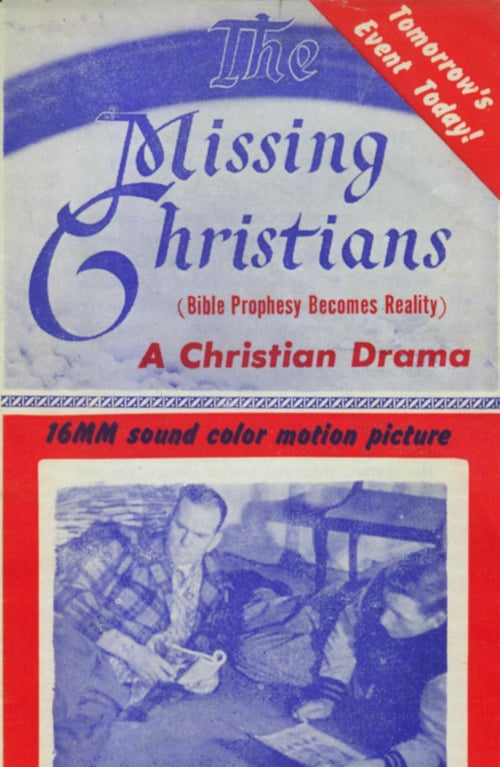 The
Missing
Christians
Tomorrow's
Event Today!
(Bible Prophesy Becomes Reality)
A Christian Drama
16MM sound color motion picture